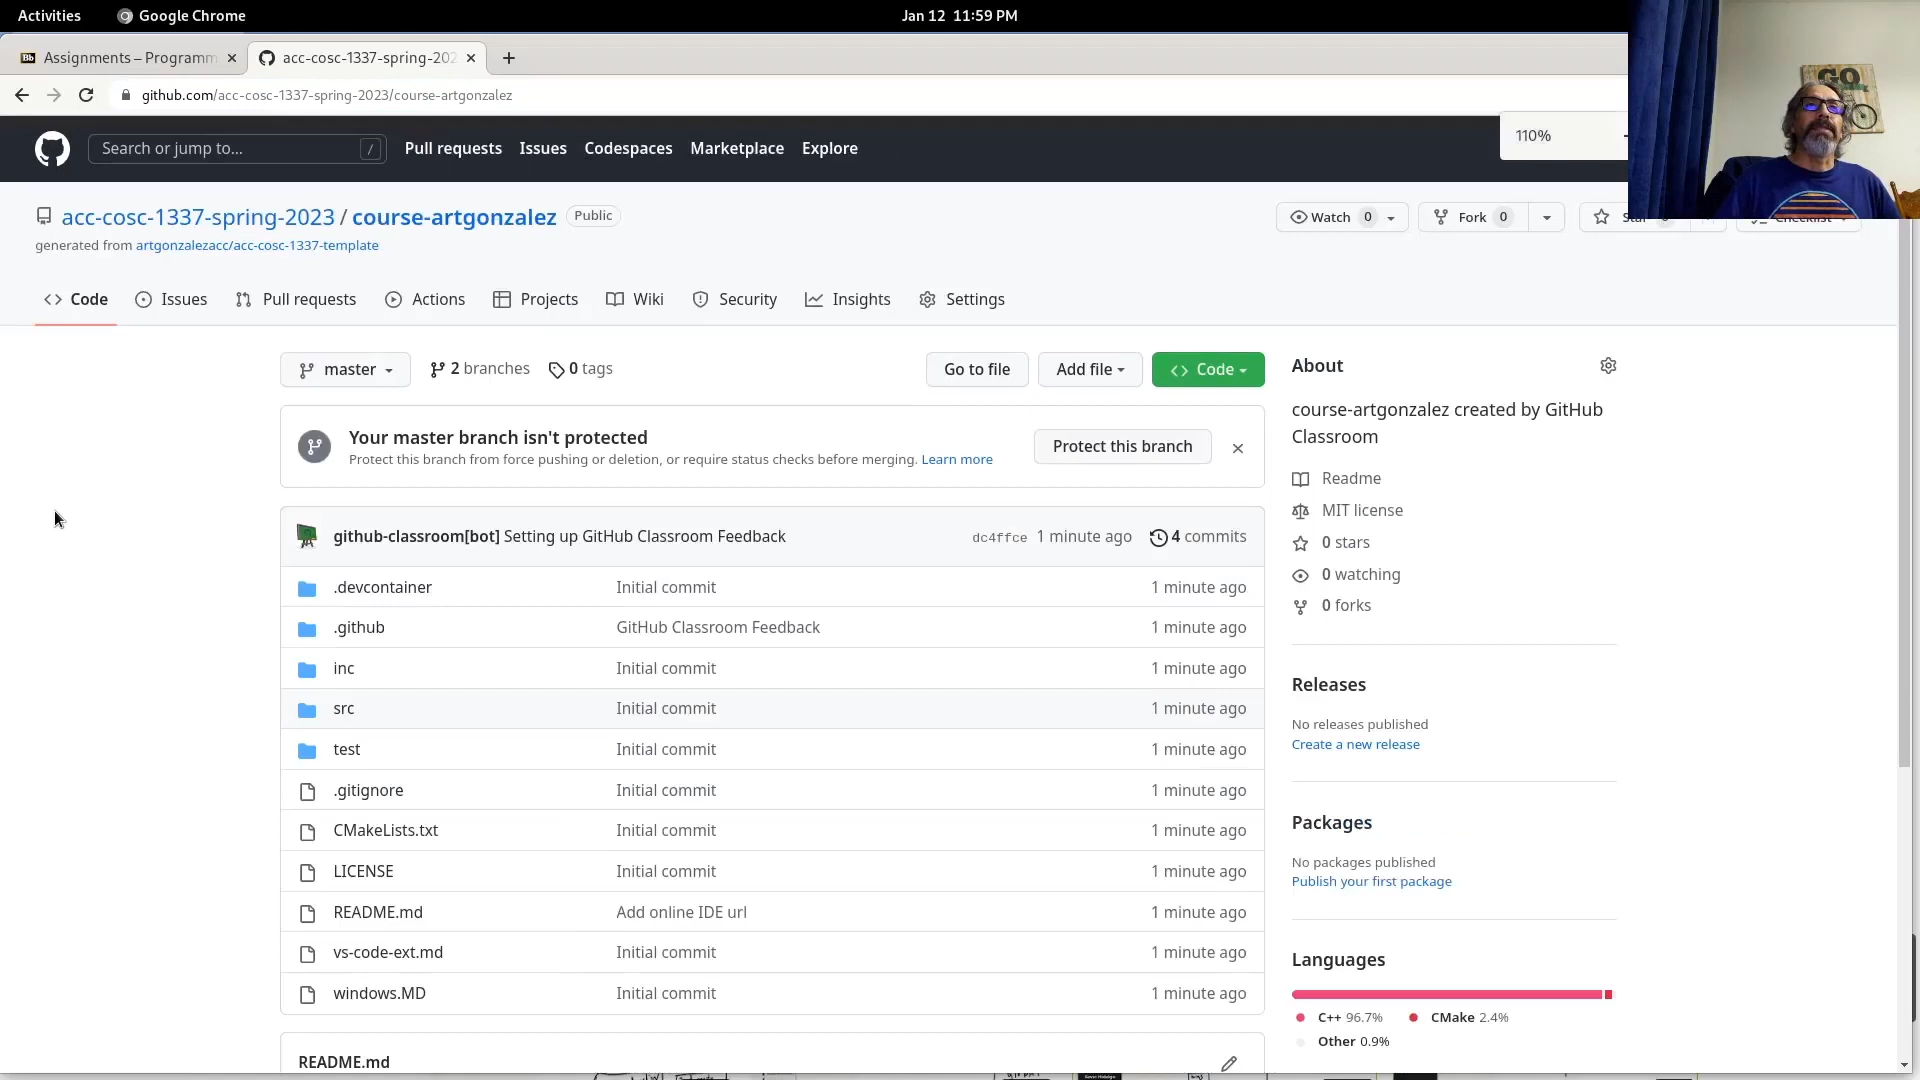 Activities Google Chrome Jan 12 11:59 PM
Assignments – Programm acc-cosc-1337-spring-202
github.com/acc-cosc-1337-spring-2023/course-artgonzalez
110%
GO
Search or jump to... / Pull requests Issues Codespaces Marketplace Explore
acc-cosc-1337-spring-2023 / course-artgonzalez Public
Watch 0 Fork 0 Star
generated from artgonzalezacc/acc-cosc-1337-template
Code Issues Pull requests Actions Projects Wiki Security Insights Settings
master 2 branches 0 tags Go to file Add file Code
Your master branch isn't protected
Protect this branch from force pushing or deletion, or require status checks before merging. Learn more
Protect this branch
github-classroom[bot] Setting up GitHub Classroom Feedback dc4ffce 1 minute ago 4 commits
.devcontainer Initial commit 1 minute ago
.github GitHub Classroom Feedback 1 minute ago
inc Initial commit 1 minute ago
src Initial commit 1 minute ago
test Initial commit 1 minute ago
.gitignore Initial commit 1 minute ago
CMakeLists.txt Initial commit 1 minute ago
LICENSE Initial commit 1 minute ago
README.md Add online IDE url 1 minute ago
vs-code-ext.md Initial commit 1 minute ago
windows.MD Initial commit 1 minute ago
README.md
About
course-artgonzalez created by GitHub
Classroom
Readme
MIT license
0 stars
0 watching
0 forks
Releases
No releases published
Create a new release
Packages
No packages published
Publish your first package
Languages
C++ 96.7% CMake 2.4%
Other 0.9%